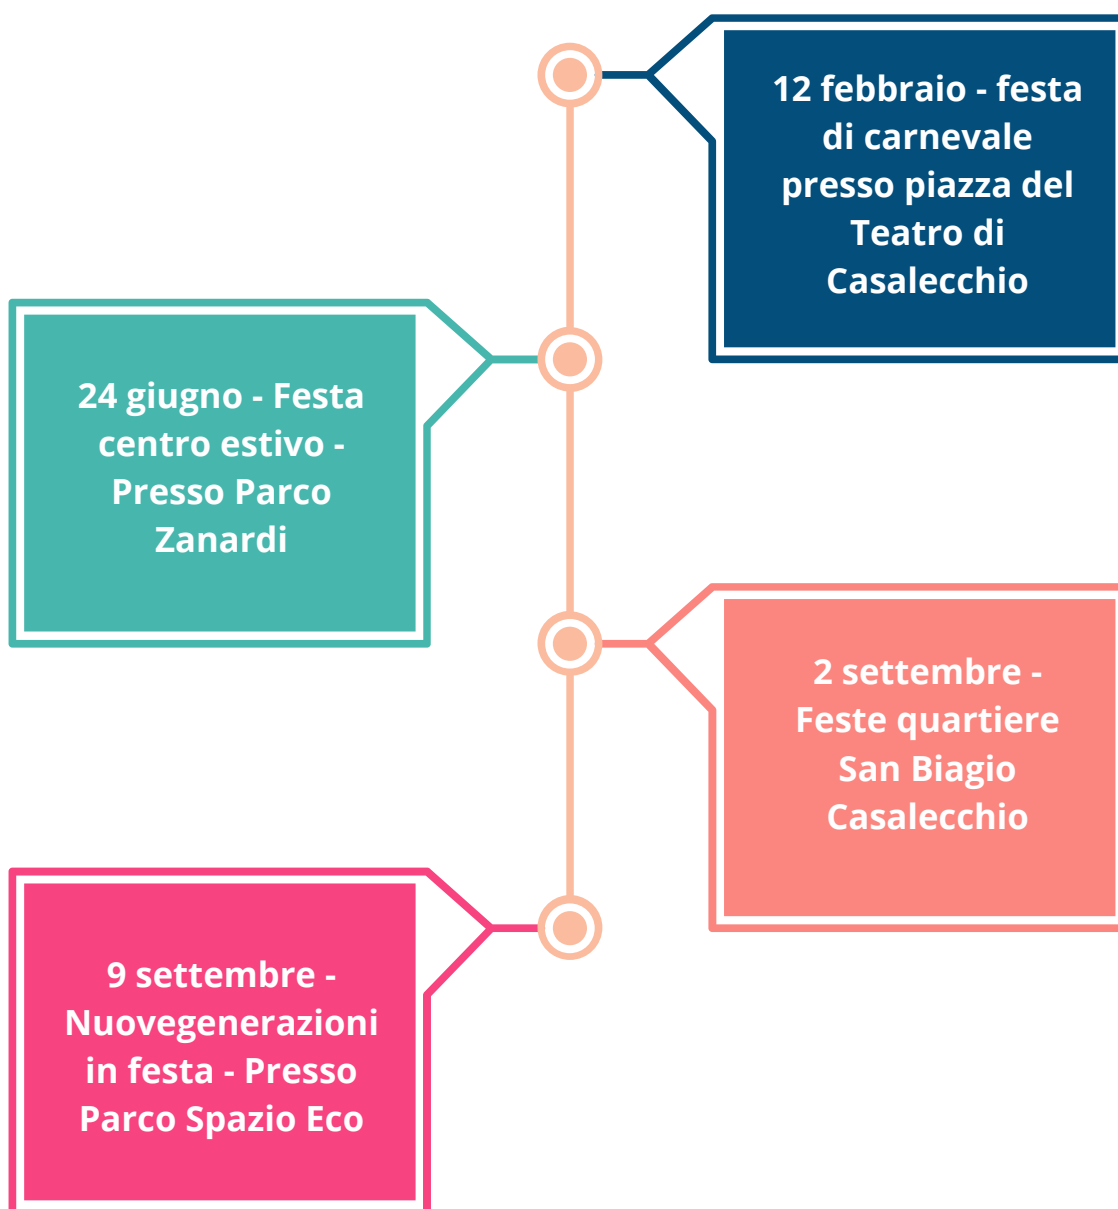 12 febbraio - festa
di carnevale
presso piazza del
Teatro di
Casalecchio
24 giugno - Festa
centro estivo -
Presso Parco
Zanardi
2 settembre -
Feste quartiere
San Biagio
Casalecchio
9 settembre -
Nuovegenerazioni
in festa - Presso
Parco Spazio Eco